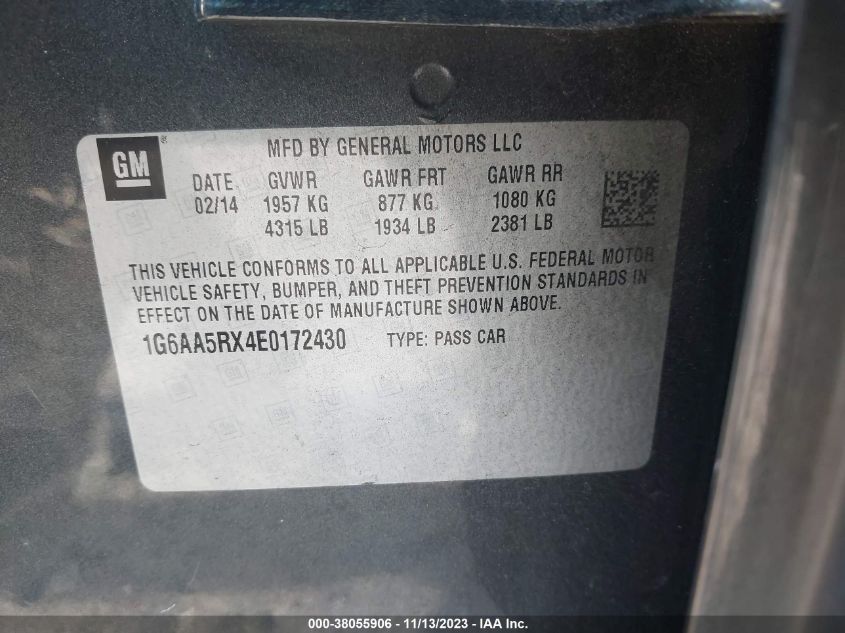 GM
MFD BY GENERAL MOTORS LLC
DATE GVWR GAWR FRT GAWR RR
02/14 1957 KG 877 KG 1080 KG
4315 LB 1934 LB 2381 LB
THIS VEHICLE CONFORMS TO ALL APPLICABLE U.S. FEDERAL MOTOR
VEHICLE SAFETY, BUMPER, AND THEFT PREVENTION STANDARDS IN
EFFECT ON THE DATE OF MANUFACTURE SHOWN ABOVE.
1G6AA5RX4E0172430 TYPE: PASS CAR
000-38055906 - 11/13/2023 - IAA Inc.